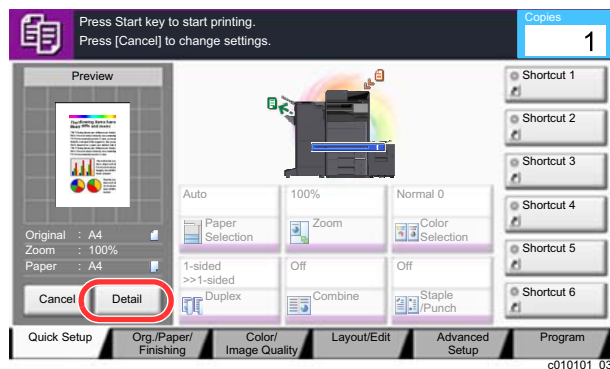 Press Start key to start printing.
Press [Cancel] to change settings.
Copies
1
Preview
Original : A4
Zoom : 100%
Paper : A4
Cancel
Detail
Auto
Paper
Selection
100%
Zoom
Normal 0
Color
Selection
1-sided
>>1-sided
Duplex
Off
Combine
Off
Staple
/Punch
Shortcut 1
Shortcut 2
Shortcut 3
Shortcut 4
Shortcut 5
Shortcut 6
Quick Setup
Org./Paper/
Finishing
Color/
Image Quality
Layout/Edit
Advanced
Setup
Program
c010101_03